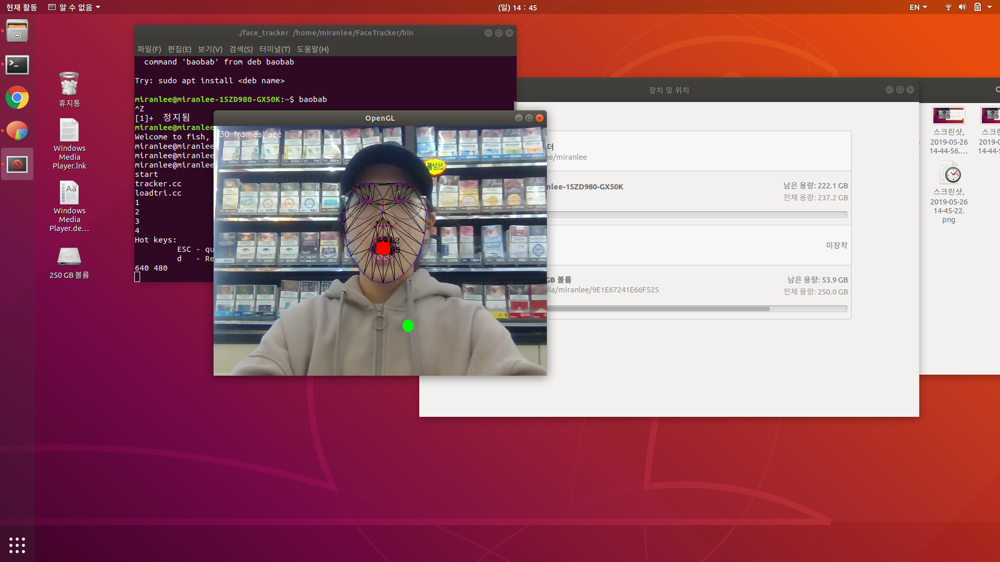 현재 활동
알 수 없음
(일) 14 : 45
EN
휴지통
Windows
Media
Player.lnk
Windows
Media
Player.de...
250 GB 볼륨
./face_tracker /home/miranlee/FaceTracker/bin
파일(F) 편집(E) 보기(V) 검색(S) 터미널(T) 도움말(H)
command 'baobab' from deb baobab
Try: sudo apt install <deb name>
miranlee@miranlee-15ZD980-GX50K:~$ baobab
^Z
[1]+ 정지됨
miranlee@miranlee
Welcome to fish,
miranlee@miranlee
miranlee@miranlee
miranlee@miranlee
start
tracker.cc
loadtri.cc
1
2
3
4
Hot keys:
ESC - qu
d - Re
640 480
OpenGL
30 frames/sec
장치 및 위치
더
ne/miranlee
nlee-15ZD980-GX50K
남은 용량: 222.1 GB
전체 용량: 237.2 GB
미장착
GB 볼륨
dia/miranlee/9E1E67241E66F525
남은 용량: 53.9 GB
전체 용량: 250.0 GB
스크린샷,
2019-05-26
14-44-56....
스크린
2019-0
14-44-5
스크린샷,
2019-05-26
14-45-22.
png